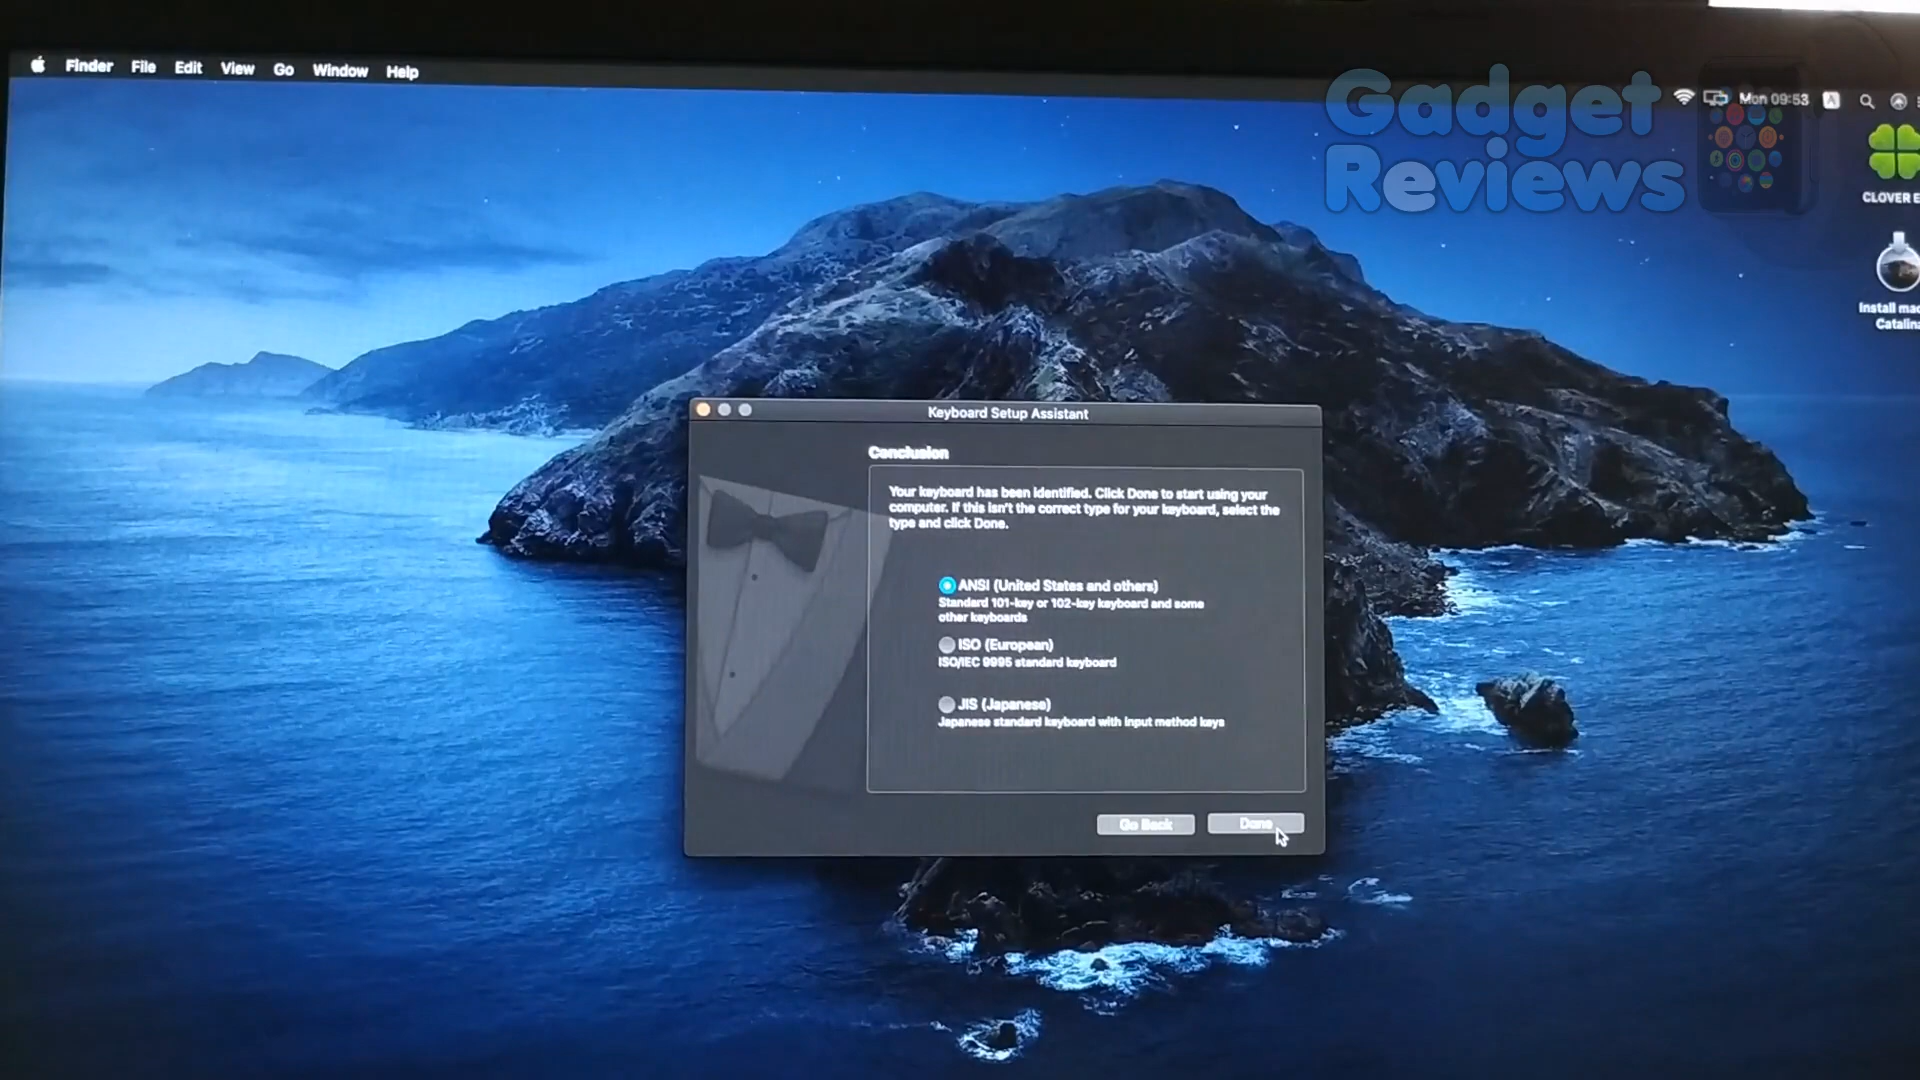 Finder File Edit View Go Window Help
Mon 09:53 A
Gadget
Reviews
CLOVER E
Install mac
Catalina
Keyboard Setup Assistant
Conclusion
Your keyboard has been identified. Click Done to start using your
computer. If this isn't the correct type for your keyboard, select the
type and click Done.
ANSI (United States and others)
Standard 101-key or 102-key keyboard and some
other keyboards
ISO (European)
ISO/IEC 9995 standard keyboard
JIS (Japanese)
Japanese standard keyboard with input method keys
Go Back Done